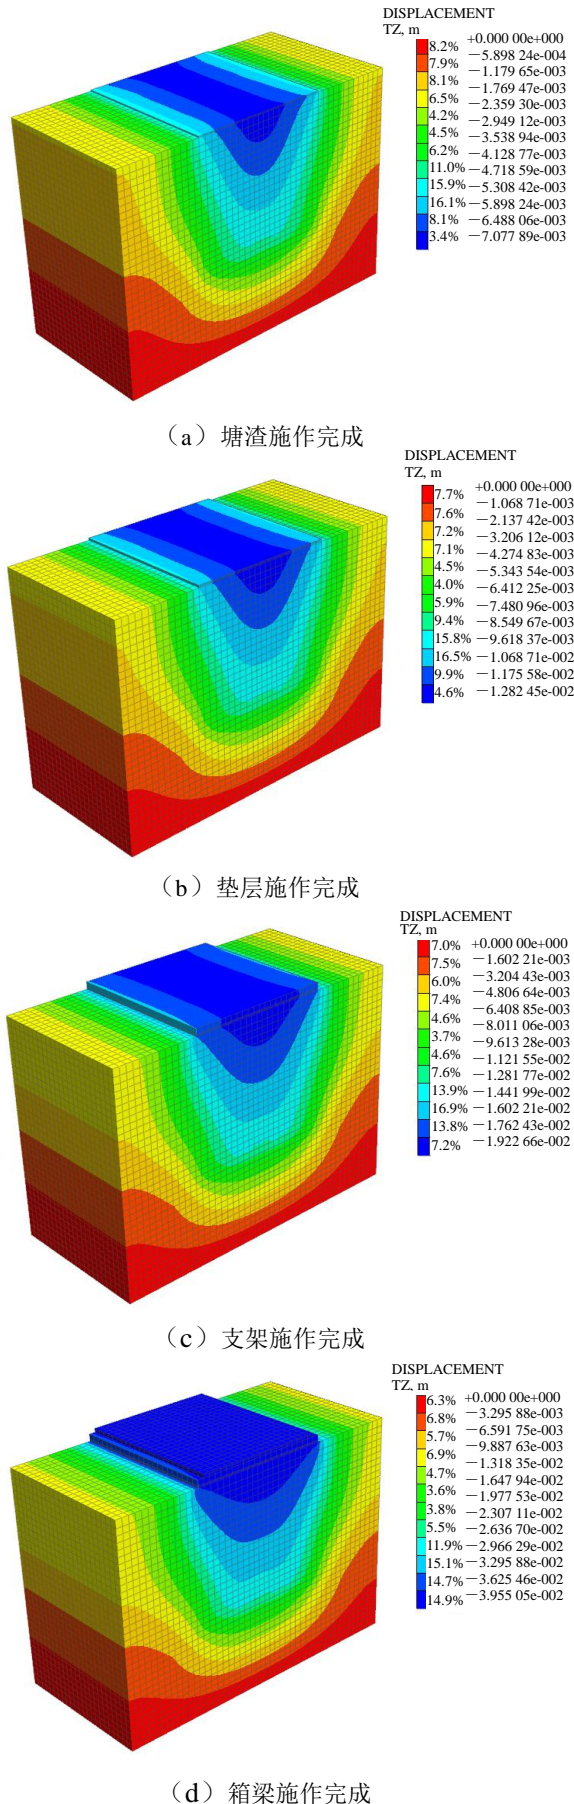 DISPLACEMENT
TZ, m
+0.000 00e+000
8.2%
−5.898 24e-004
7.9%
−1.179 65e-003
8.1%
−1.769 47e-003
6.5%
−2.359 30e-003
4.2%
−2.949 12e-003
4.5%
−3.538 94e-003
6.2%
−4.128 77e-003
11.0%
−4.718 59e-003
15.9%
−5.308 42e-003
16.1%
−5.898 24e-003
8.1%
−6.488 06e-003
3.4%
−7.077 89e-003
（a）塘渣施作完成
DISPLACEMENT
TZ, m
+0.000 00e+000
7.7%
−1.068 71e-003
7.6%
−2.137 42e-003
7.2%
−3.206 12e-003
7.1%
−4.274 83e-003
4.5%
−5.343 54e-003
4.0%
−6.412 25e-003
5.9%
−7.480 96e-003
9.4%
−8.549 67e-003
15.8%
−9.618 37e-003
16.5%
−1.068 71e-002
9.9%
−1.175 58e-002
4.6%
−1.282 45e-002
（b）垫层施作完成
DISPLACEMENT
TZ, m
+0.000 00e+000
7.0%
−1.602 21e-003
7.5%
−3.204 43e-003
6.0%
−4.806 64e-003
7.4%
−6.408 85e-003
4.6%
−8.011 06e-003
3.7%
−9.613 28e-003
4.6%
−1.121 55e-002
7.6%
−1.281 77e-002
13.9%
−1.441 99e-002
16.9%
−1.602 21e-002
13.8%
−1.762 43e-002
7.2%
−1.922 66e-002
（c）支架施作完成
DISPLACEMENT
TZ, m
+0.000 00e+000
6.3%
−3.295 88e-003
6.8%
−6.591 75e-003
5.7%
−9.887 63e-003
6.9%
−1.318 35e-002
4.7%
−1.647 94e-002
3.6%
−1.977 53e-002
3.8%
−2.307 11e-002
5.5%
−2.636 70e-002
11.9%
−2.966 29e-002
15.1%
−3.295 88e-002
14.7%
−3.625 46e-002
14.9%
−3.955 05e-002
（d）箱梁施作完成